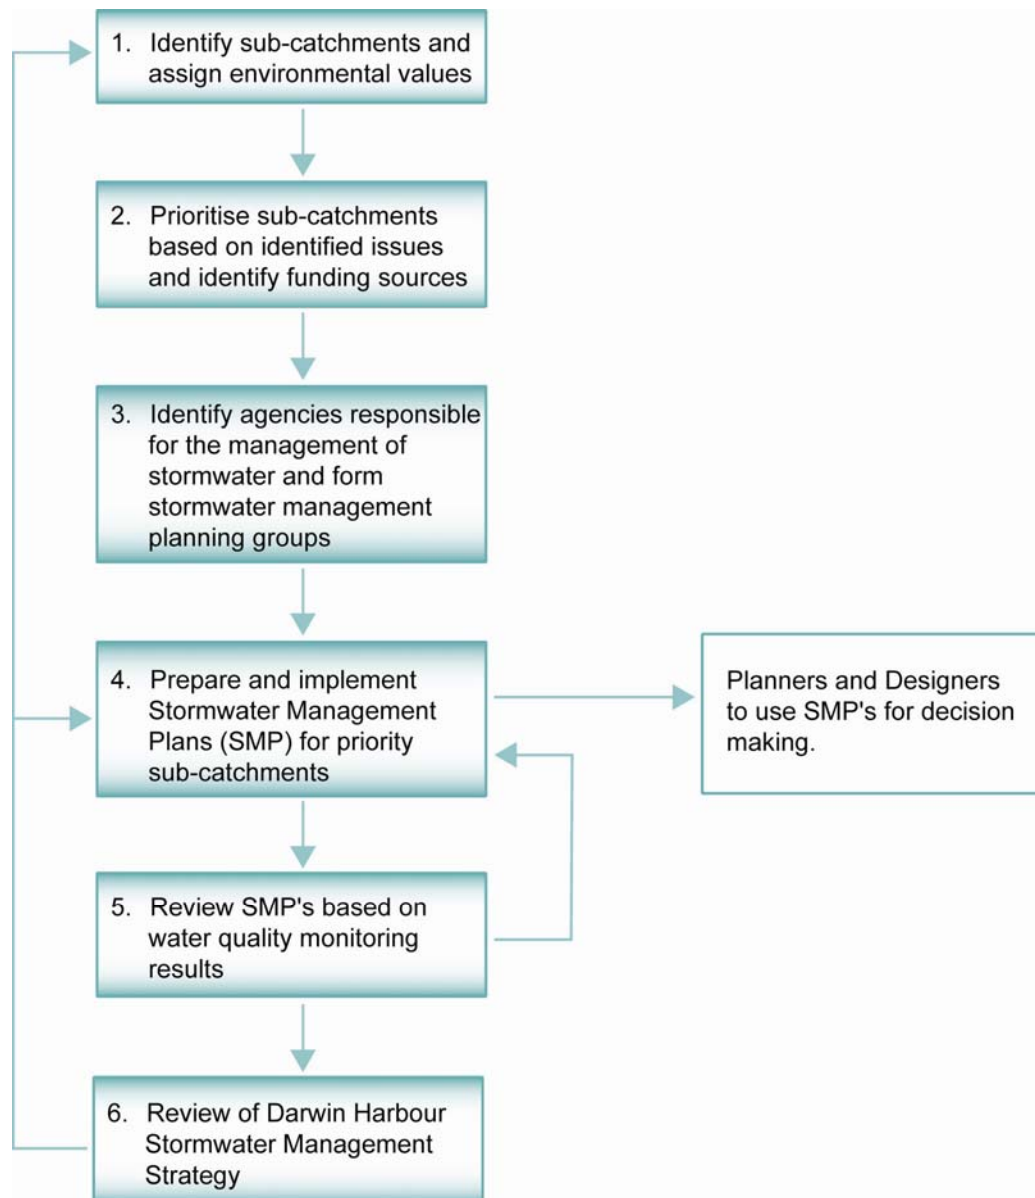 1. Identify sub-catchments and
assign environmental values
2. Prioritise sub-catchments
based on identified issues
and identify funding sources
3. Identify agencies responsible
for the management of
stormwater and form
stormwater management
planning groups
4. Prepare and implement
Stormwater Management
Plans (SMP) for priority
sub-catchments
Planners and Designers
to use SMP's for decision
making.
5. Review SMP's based on
water quality monitoring
results
6. Review of Darwin Harbour
Stormwater Management
Strategy